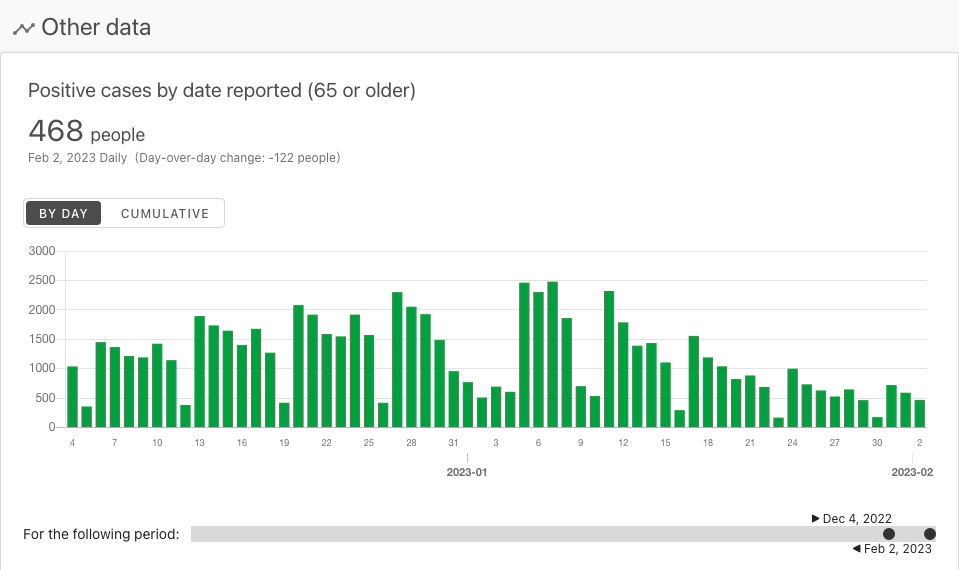 Other data
Positive cases by date reported (65 or older)
468 people
Feb 2, 2023 Daily (Day-over-day change: -122 people)
BY DAY CUMULATIVE
3000
2500
2000
1500
1000
500
0
4 7 10 13 16 19 22 25 28 31 3 6 9 12 15 18 21 24 27 30 2
2023-01 2023-02
▶ Dec 4, 2022
For the following period:
◀ Feb 2, 2023